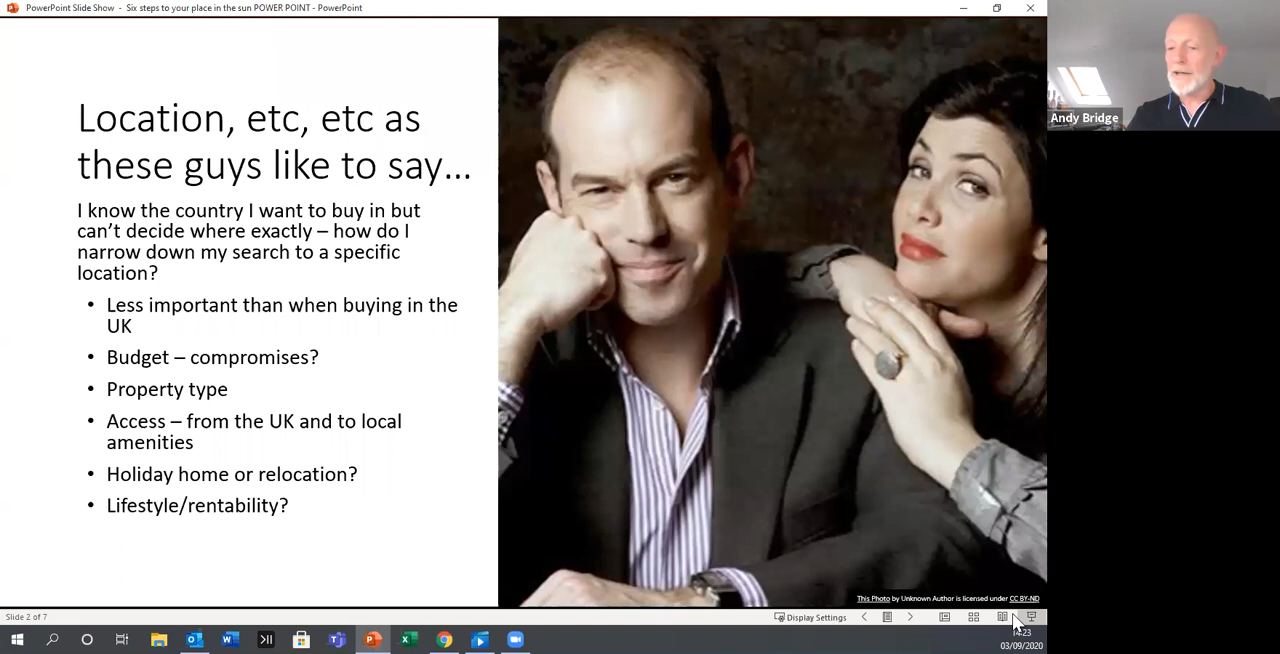 PowerPoint Slide Show - Six steps to your place in the sun POWER POINT - PowerPoint
Andy Bridge
Location, etc, etc as
these guys like to say…
I know the country I want to buy in but
can’t decide where exactly – how do I
narrow down my search to a specific
location?
• Less important than when buying in the
UK
• Budget – compromises?
• Property type
• Access – from the UK and to local
amenities
• Holiday home or relocation?
• Lifestyle/rentability?
This Photo by Unknown Author is licensed under CC BY-ND
Slide 2 of 7
Display Settings
14:23
03/09/2020